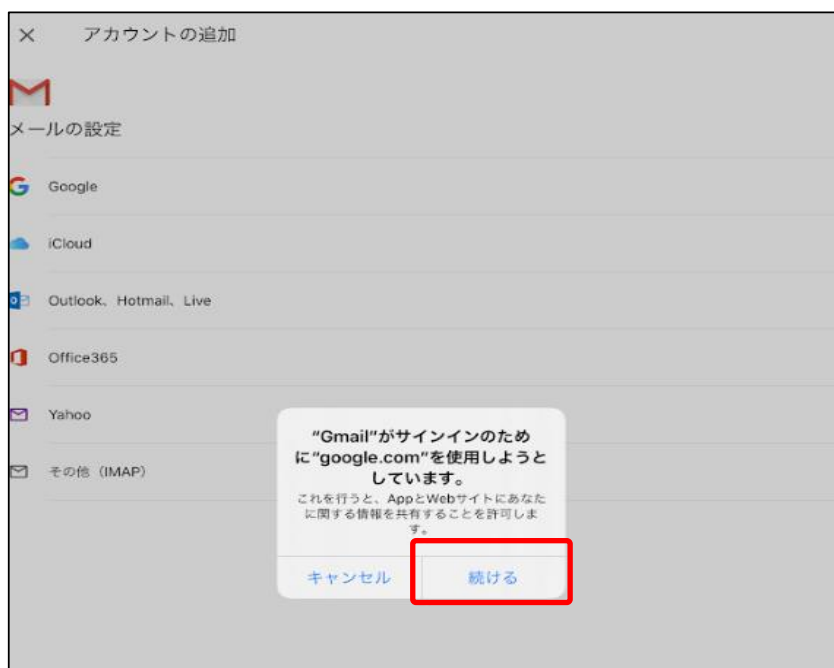 アカウントの追加
メールの設定
Google
iCloud
Outlook、Hotmail、Live
Office365
Yahoo
その他（IMAP）
“Gmail”がサインインのため
に“google.com”を使用しようと
しています。
これを行うと、AppとWebサイトにあなた
に関する情報を共有することを許可しま
す。
キャンセル
続ける